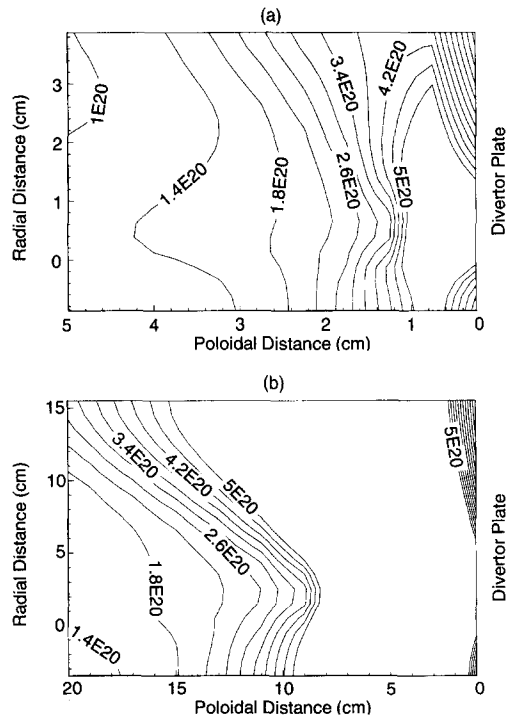 (a)
Radial Distance (cm)
3
2
1
0
1E20
1.4E20
1.8E20
2.6E20
3.4E20
4.2E20
5E20
Divertor Plate
5 4 3 2 1 0
Poloidal Distance (cm)
(b)
Radial Distance (cm)
15
10
5
0
1.4E20
1.8E20
2.6E20
3.4E20
4.2E20
5E20
5E20
Divertor Plate
20 15 10 5 0
Poloidal Distance (cm)